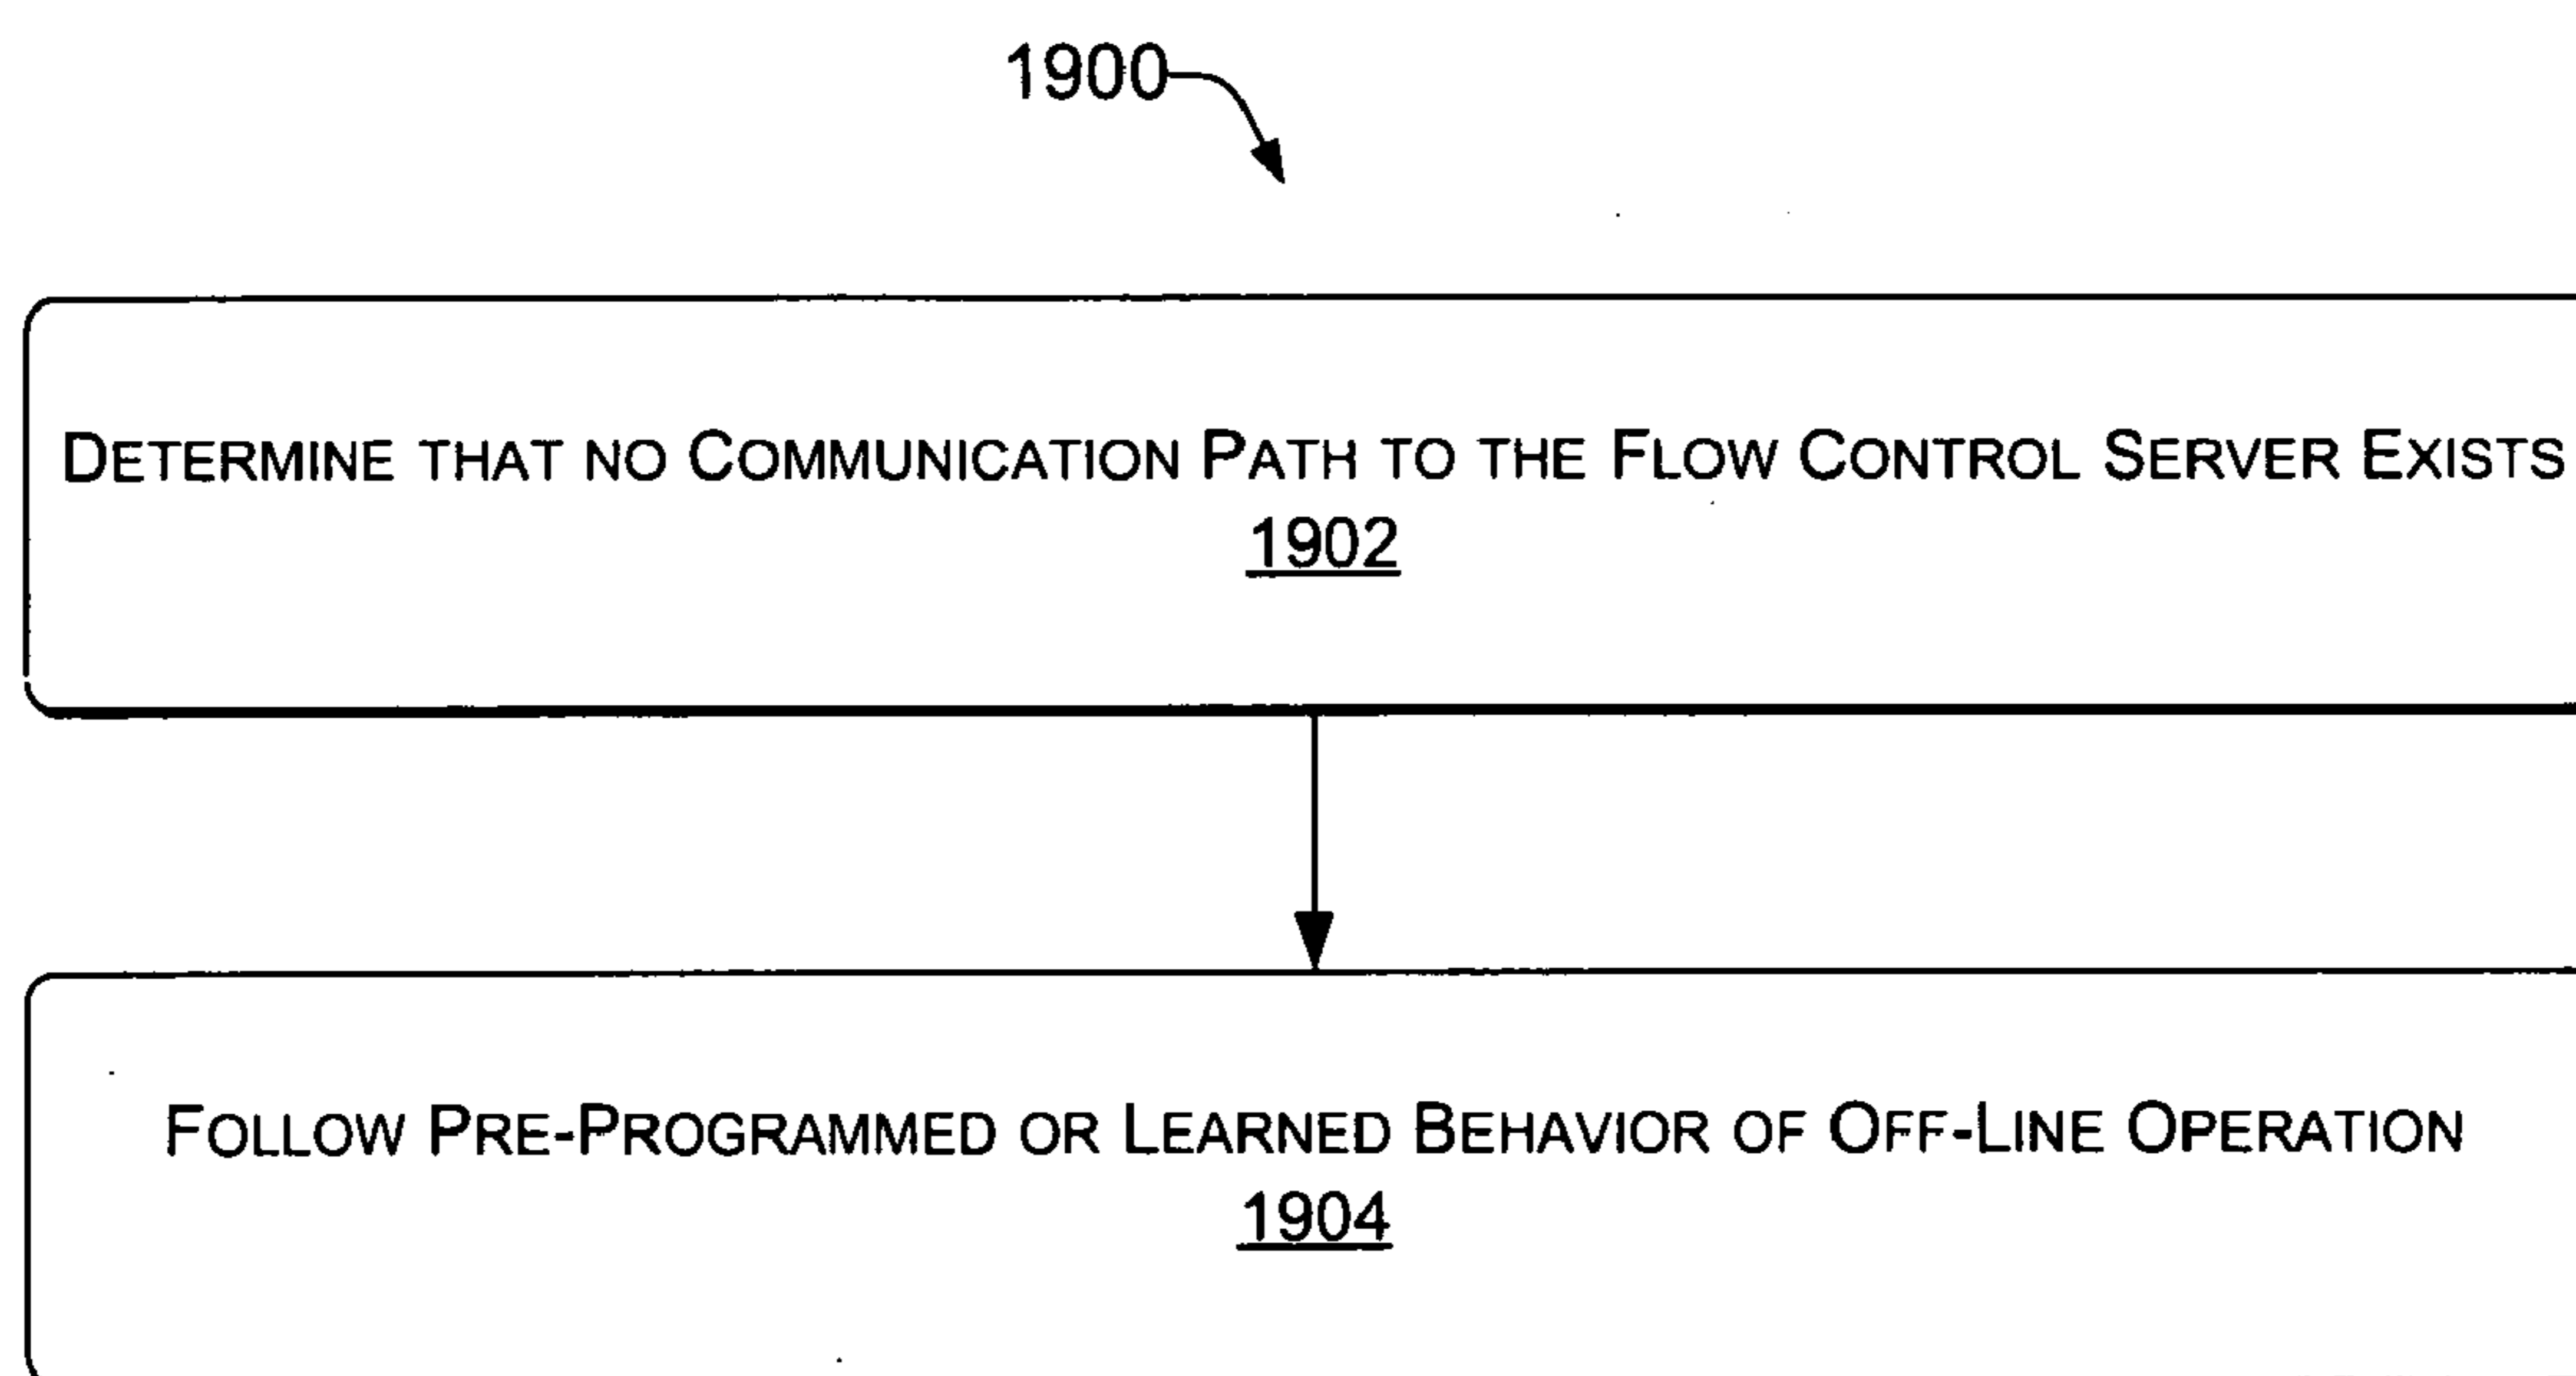 1900
DETERMINE THAT NO COMMUNICATION PATH TO THE FLOW CONTROL SERVER EXISTS
1902
FOLLOW PRE-PROGRAMMED OR LEARNED BEHAVIOR OF OFF-LINE OPERATION
1904